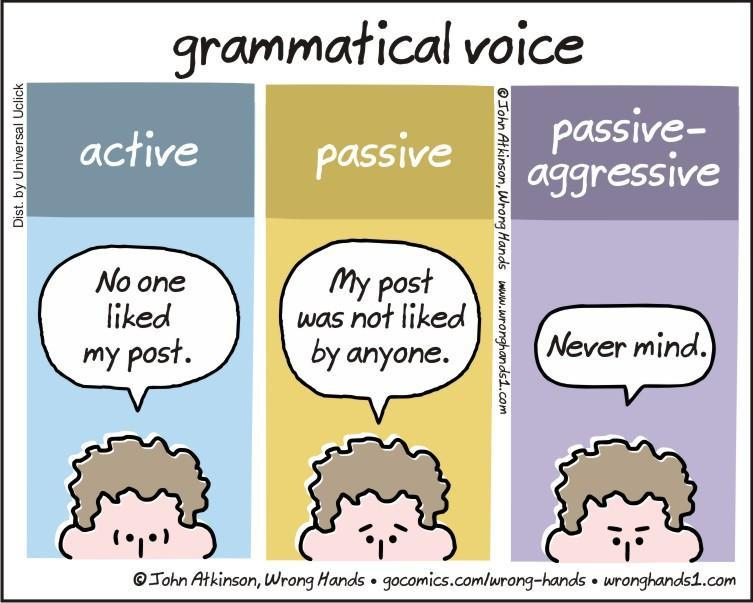 grammatical voice
Dist. by Universal Uclick
active
No one
liked
my post.
passive
My post
was not liked
by anyone.
© John Atkinson, Wrong Hands www.wronghands1.com
passive-
aggressive
Never mind.
© John Atkinson, Wrong Hands • gocomics.com/wrong-hands • wronghands1.com